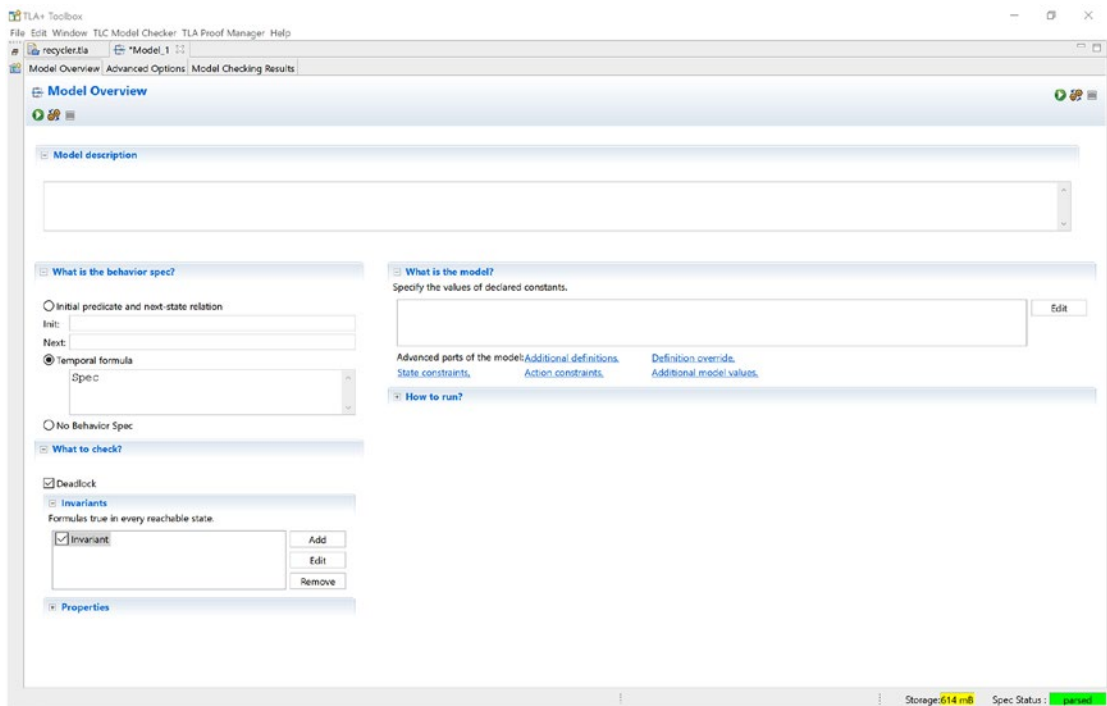 TLA+ Toolbox
File Edit Window TLC Model Checker TLA Proof Manager Help
recycler.tla *Model_1
Model Overview Advanced Options Model Checking Results
Model Overview
Model description
What is the behavior spec?
Initial predicate and next-state relation
Init:
Next:
Temporal formula
Spec
No Behavior Spec
What to check?
Deadlock
Invariants
Formulas true in every reachable state.
Invariant
Add
Edit
Remove
Properties
What is the model?
Specify the values of declared constants.
Edit
Advanced parts of the model: Additional definitions. Definition override.
State constraints. Action constraints. Additional model values.
How to run?
Storage:614 mB Spec Status : parsed